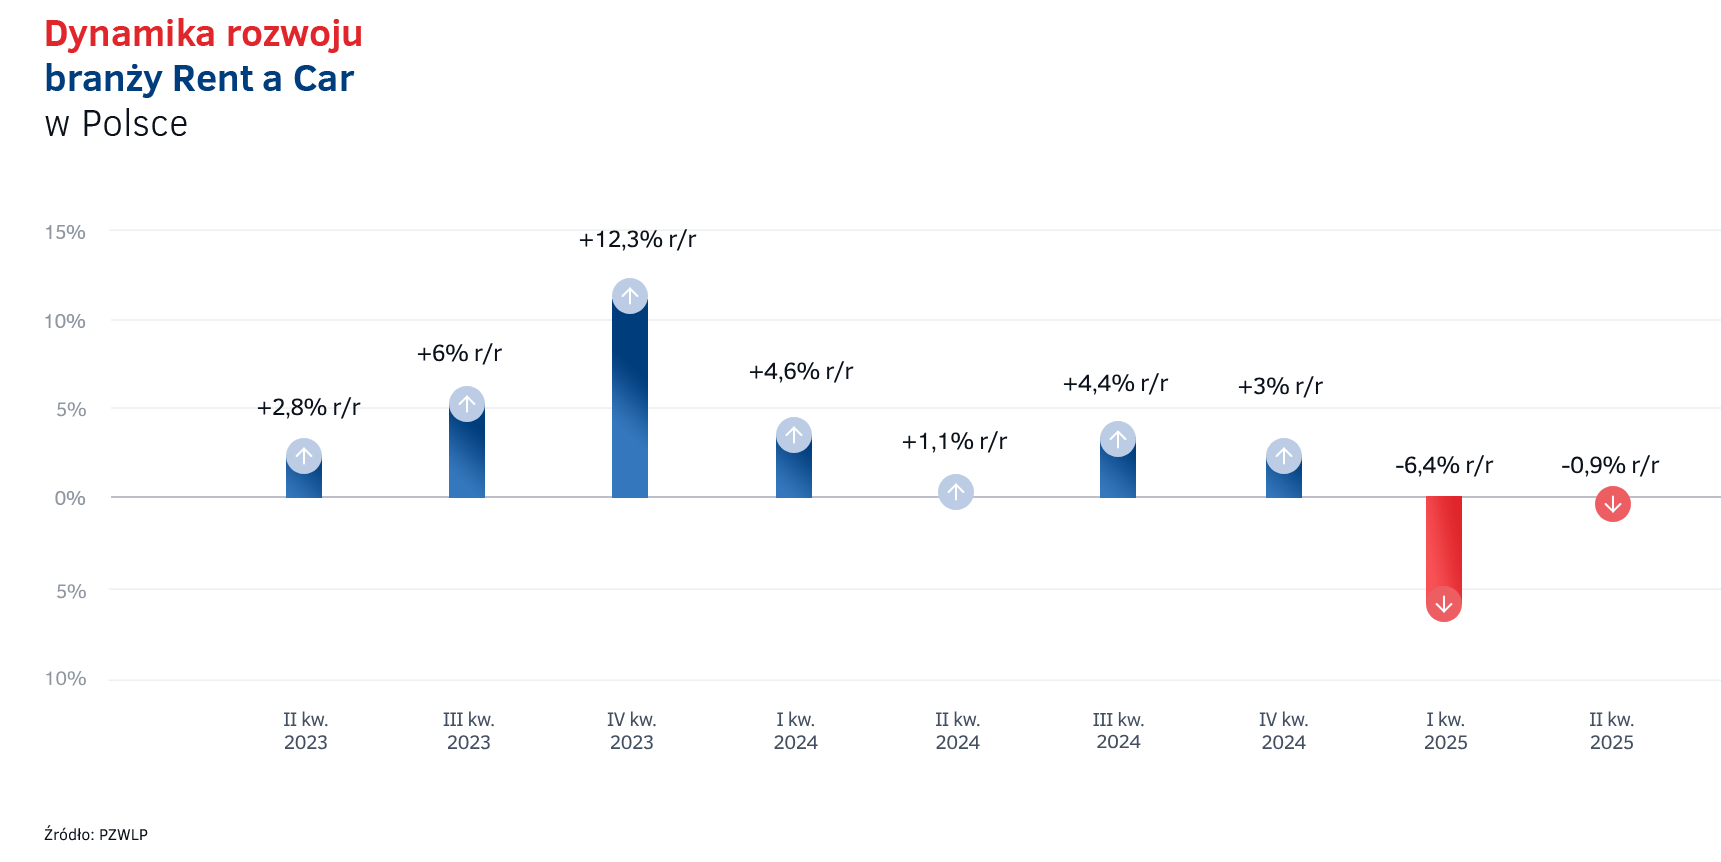 Dynamika rozwoju
branży Rent a Car
w Polsce
15%
10%
5%
0%
5%
10%
+2,8% r/r
+6% r/r
+12,3% r/r
+4,6% r/r
+1,1% r/r
+4,4% r/r
+3% r/r
-6,4% r/r
-0,9% r/r
II kw.
2023
III kw.
2023
IV kw.
2023
I kw.
2024
II kw.
2024
III kw.
2024
IV kw.
2024
I kw.
2025
II kw.
2025
Źródło: PZWLP